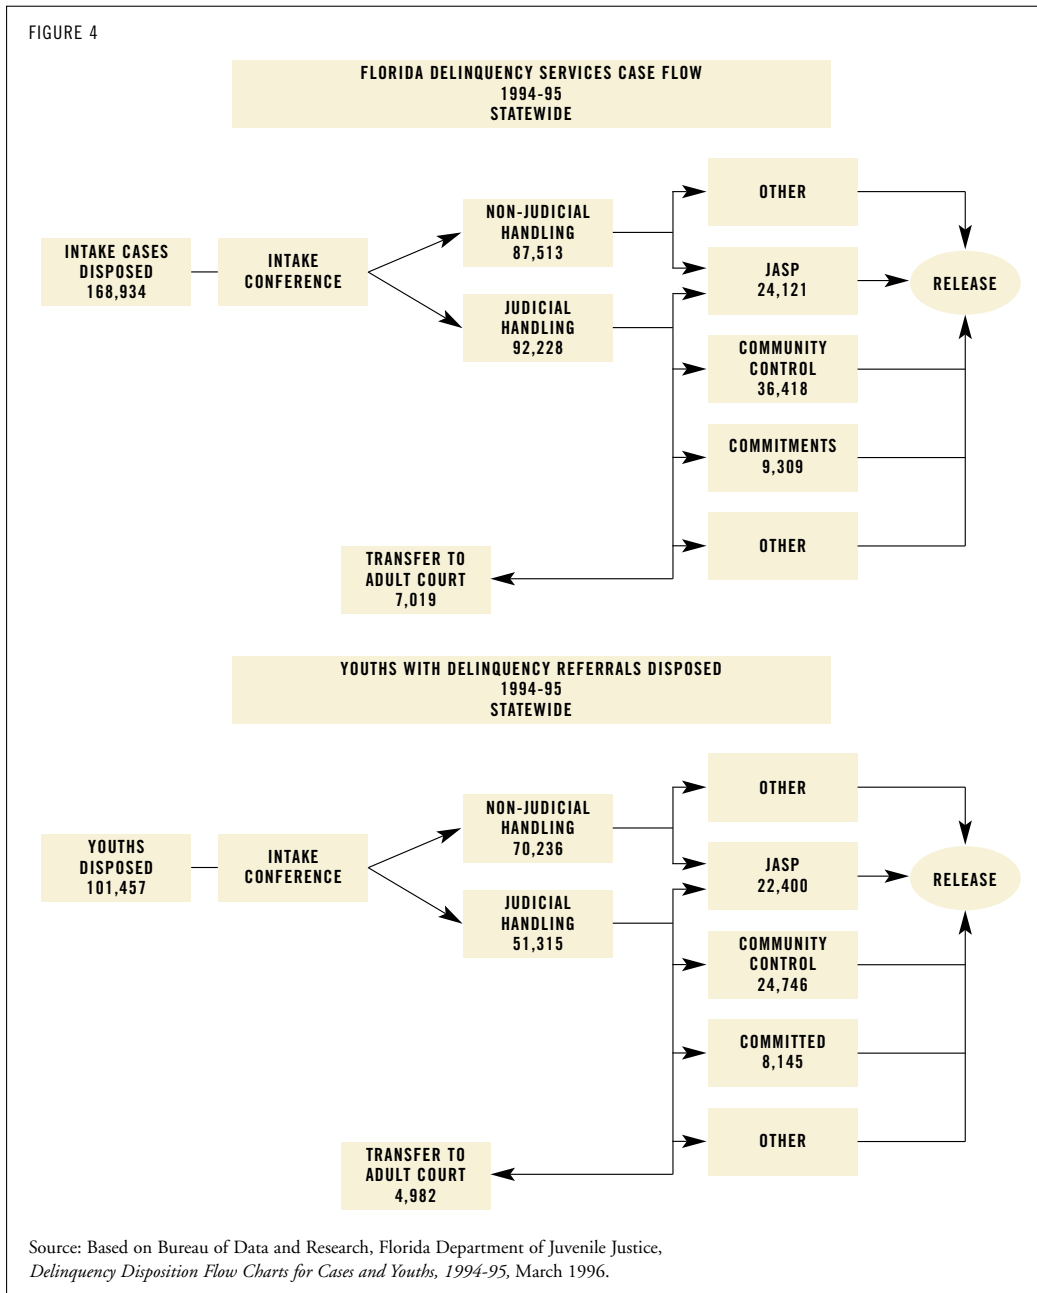 FIGURE 4
FLORIDA DELINQUENCY SERVICES CASE FLOW
1994-95
STATEWIDE
INTAKE CASES
DISPOSED
168,934
INTAKE
CONFERENCE
NON-JUDICIAL
HANDLING
87,513
JUDICIAL
HANDLING
92,228
OTHER
JASP
24,121
COMMUNITY
CONTROL
36,418
COMMITMENTS
9,309
OTHER
RELEASE
TRANSFER TO
ADULT COURT
7,019
YOUTHS WITH DELINQUENCY REFERRALS DISPOSED
1994-95
STATEWIDE
YOUTHS
DISPOSED
101,457
INTAKE
CONFERENCE
NON-JUDICIAL
HANDLING
70,236
JUDICIAL
HANDLING
51,315
OTHER
JASP
22,400
COMMUNITY
CONTROL
24,746
COMMITTED
8,145
OTHER
RELEASE
TRANSFER TO
ADULT COURT
4,982
Source: Based on Bureau of Data and Research, Florida Department of Juvenile Justice,
Delinquency Disposition Flow Charts for Cases and Youths, 1994-95, March 1996.